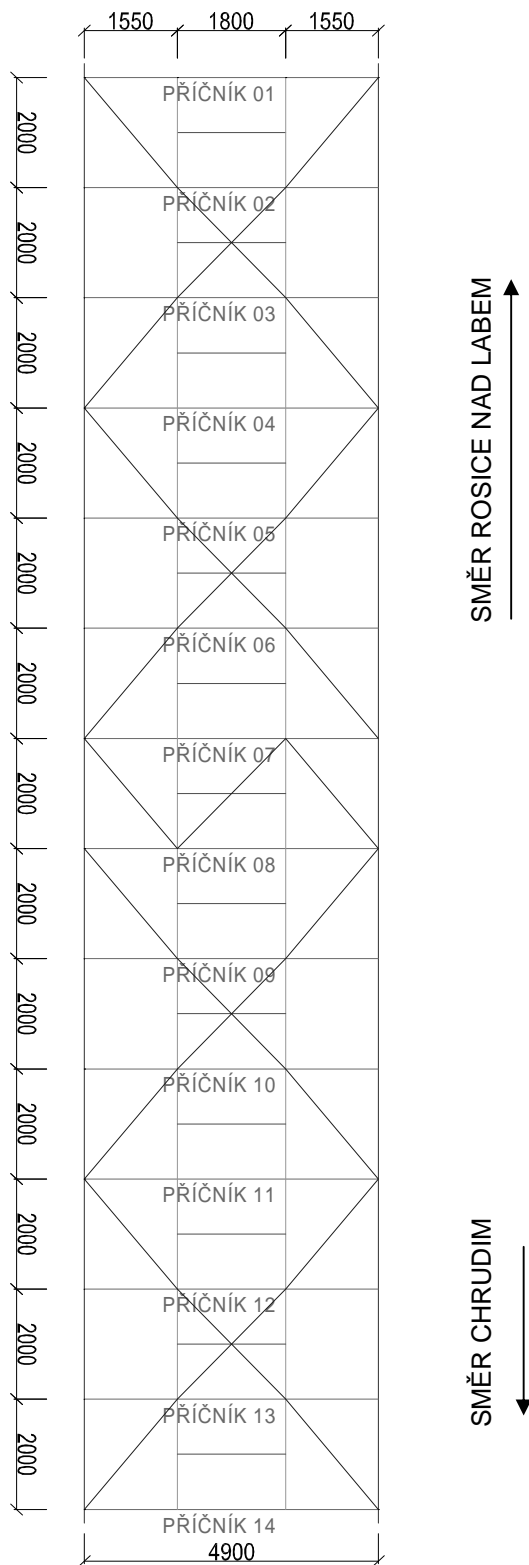 1550 1800 1550
PŘÍČNÍK 01
2000
PŘÍČNÍK 02
2000
PŘÍČNÍK 03
2000
PŘÍČNÍK 04
2000
PŘÍČNÍK 05
2000
PŘÍČNÍK 06
2000
PŘÍČNÍK 07
2000
PŘÍČNÍK 08
2000
PŘÍČNÍK 09
2000
PŘÍČNÍK 10
2000
PŘÍČNÍK 11
2000
PŘÍČNÍK 12
2000
PŘÍČNÍK 13
2000
PŘÍČNÍK 14
4900
SMĚR ROSICE NAD LABEM
SMĚR CHRUDIM